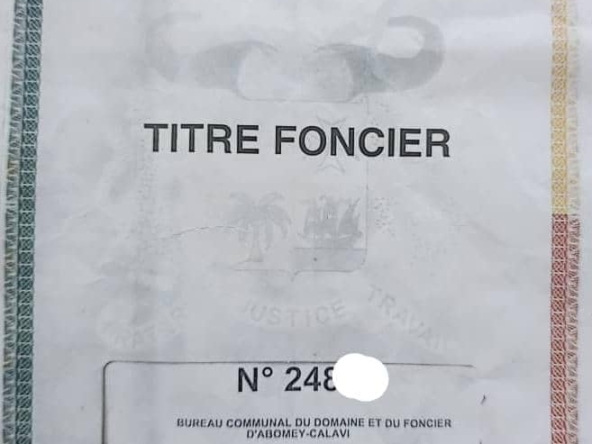 TITRE FONCIER
JUSTICE
TRAVAIL
N° 248
BUREAU COMMUNAL DU DOMAINE ET DU FONCIER
D'ABOMEY-CALAVI